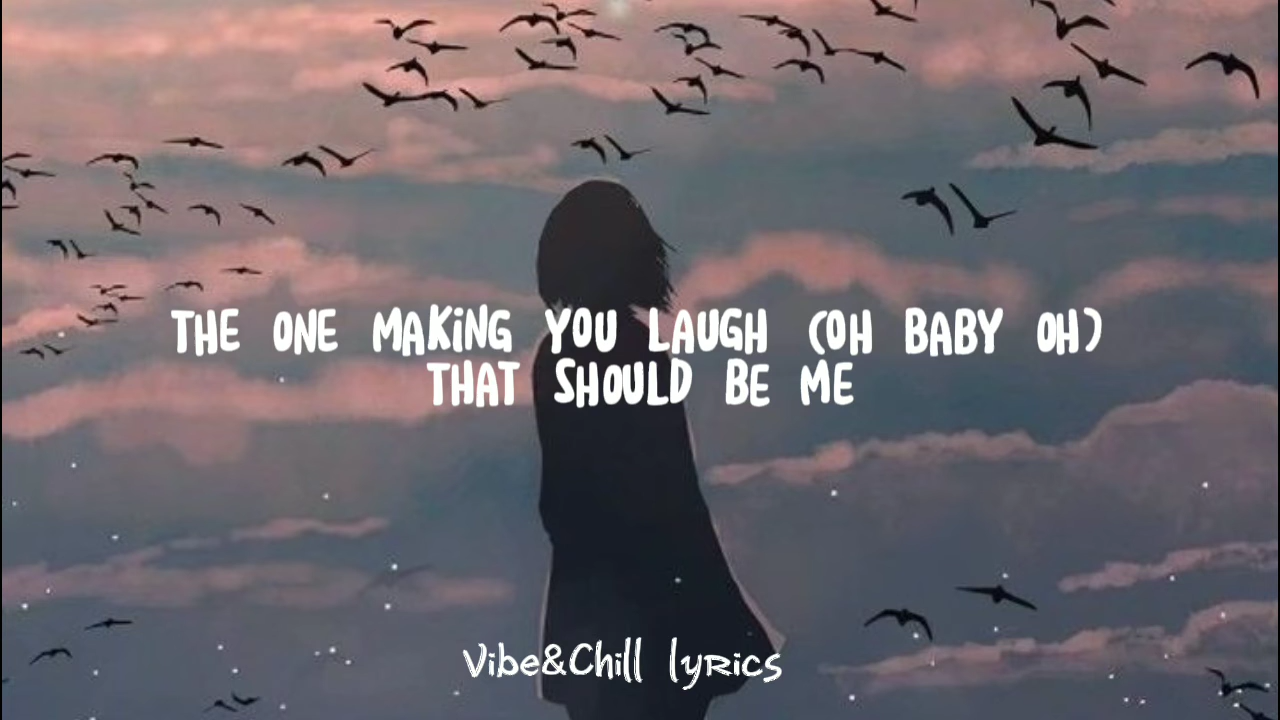 THE ONE MAKING YOU LAUGH (OH BABY OH)
THAT SHOULD BE ME
Vibe&Chill lyrics